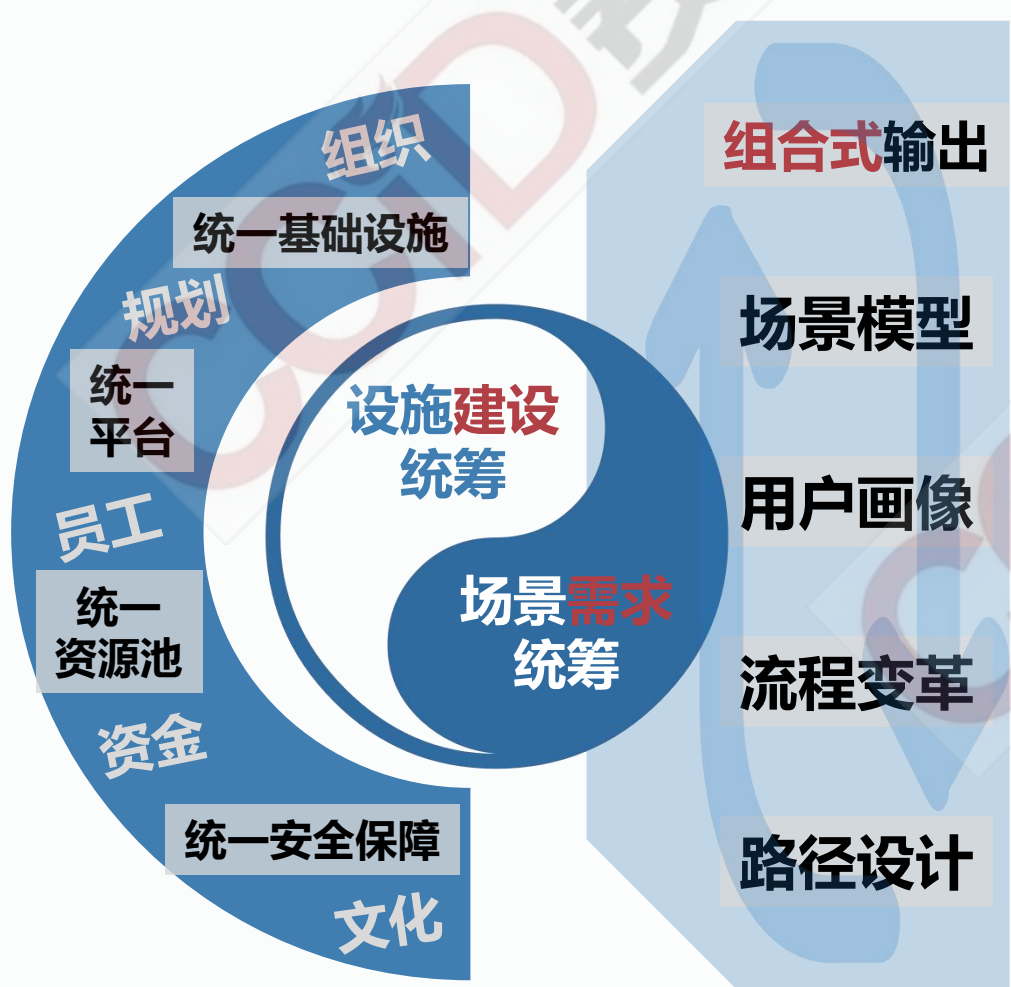 组织
统一基础设施
规划
统一
平台
员工
统一
资源池
资金
统一安全保障
文化
设施建设
统筹
场景需求
统筹
组合式输出
场景模型
用户画像
流程变革
路径设计
CCiD